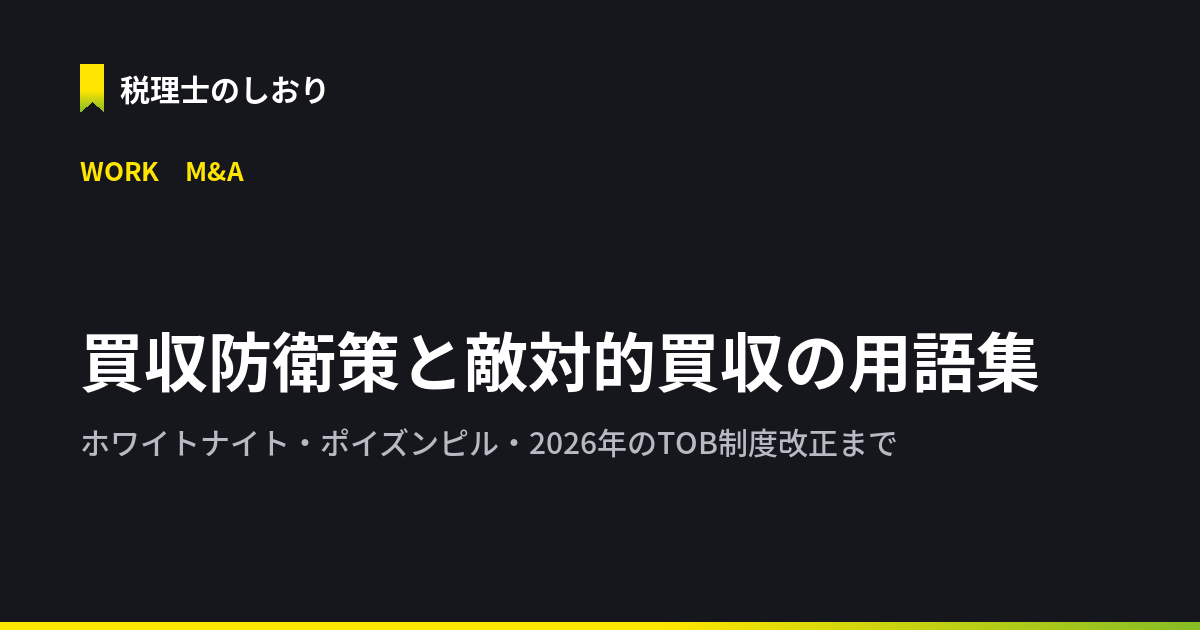 税理士のしおり
WORK M&A
買収防衛策と敵対的買収の用語集
ホワイトナイト・ポイズンピル・2026年のTOB制度改正まで